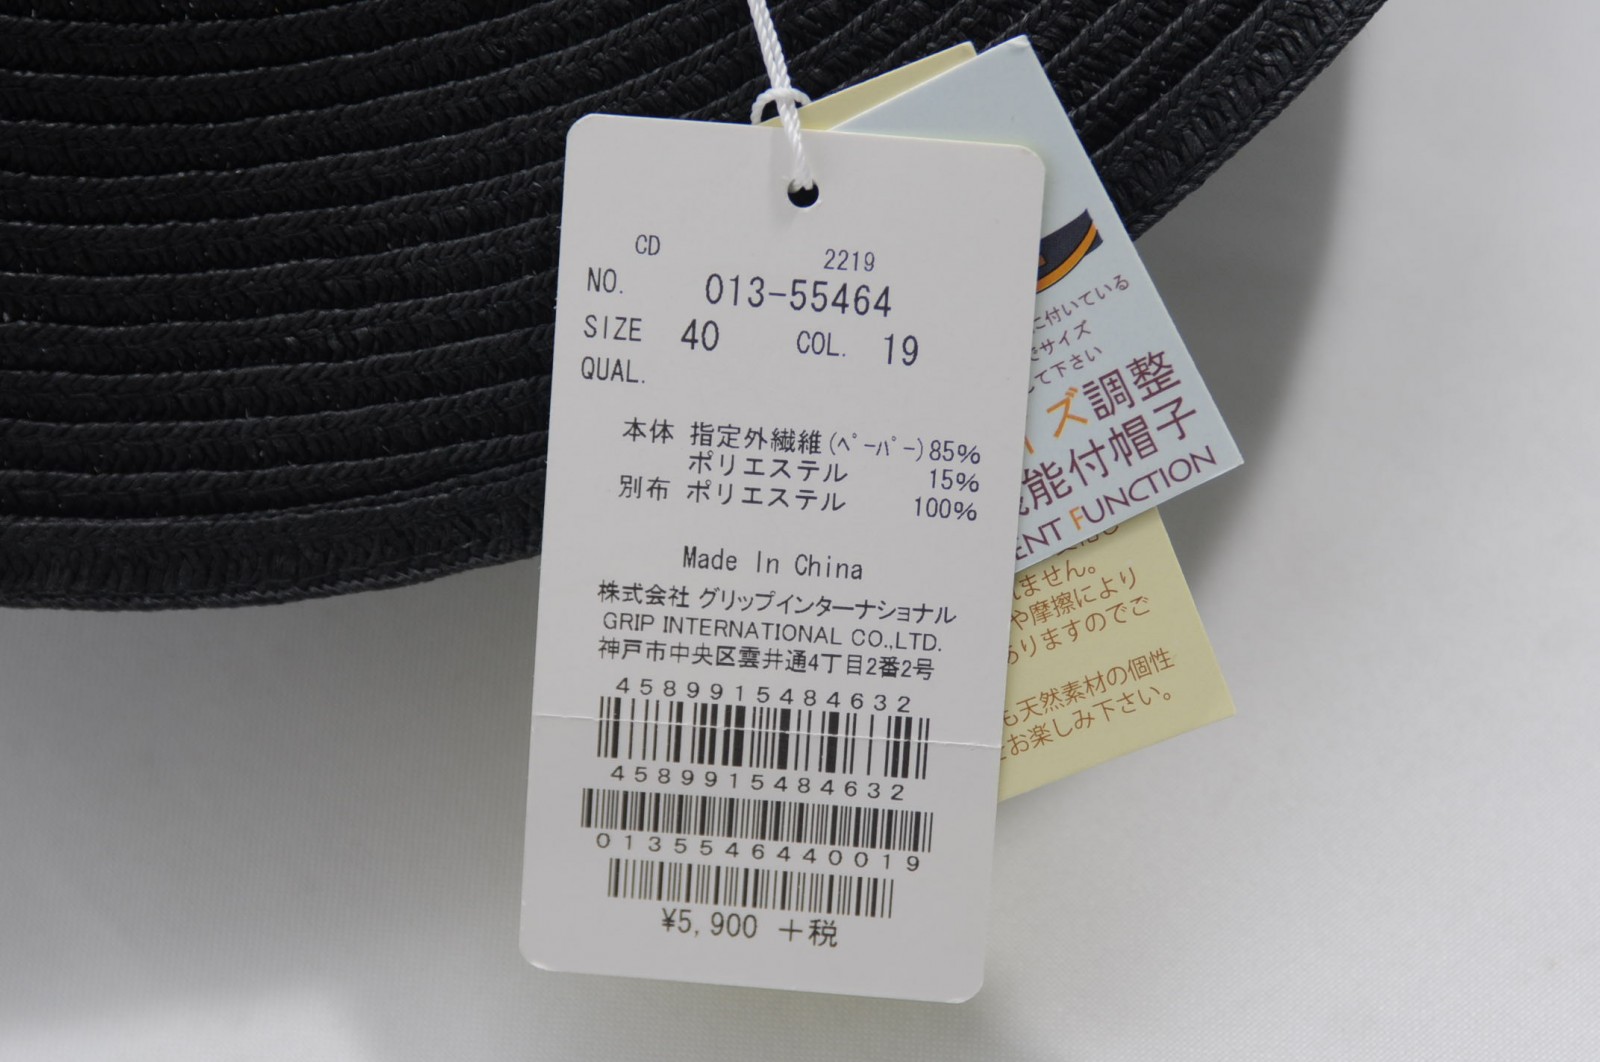 CD 2219
NO. 013-55464
SIZE 40 COL. 19
QUAL.
本体 指定外繊維(ﾍﾟｰﾊﾟｰ)85%
ポリエステル 15%
別布 ポリエステル 100%
Made In China
株式会社 グリップインターナショナル
GRIP INTERNATIONAL CO.,LTD.
神戸市中央区雲井通4丁目2番2号
4589915484632
4589915484632
0135546440019
¥5,900 +税
に付いている
サイズ
して下さい
ズ調整
能付帽子
ENT FUNCTION
ません。
や摩擦により
ありますのでご
も天然素材の個性
お楽しみ下さい。